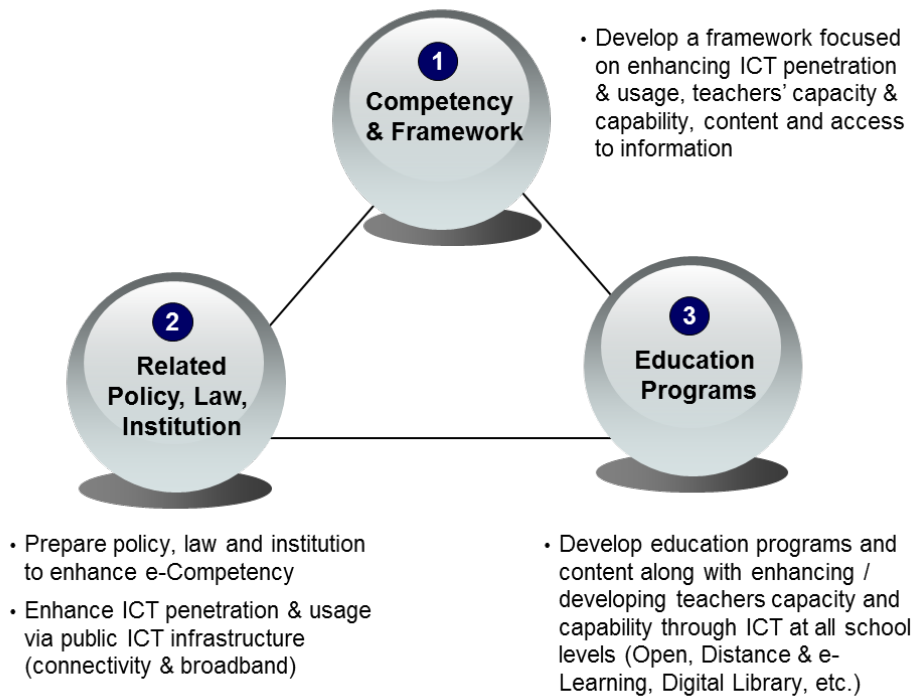 1
Competency
& Framework
• Develop a framework focused
on enhancing ICT penetration
& usage, teachers’ capacity &
capability, content and access
to information
2
Related
Policy, Law,
Institution
3
Education
Programs
• Prepare policy, law and institution
to enhance e-Competency
• Enhance ICT penetration & usage
via public ICT infrastructure
(connectivity & broadband)
• Develop education programs and
content along with enhancing /
developing teachers capacity and
capability through ICT at all school
levels (Open, Distance & e-
Learning, Digital Library, etc.)